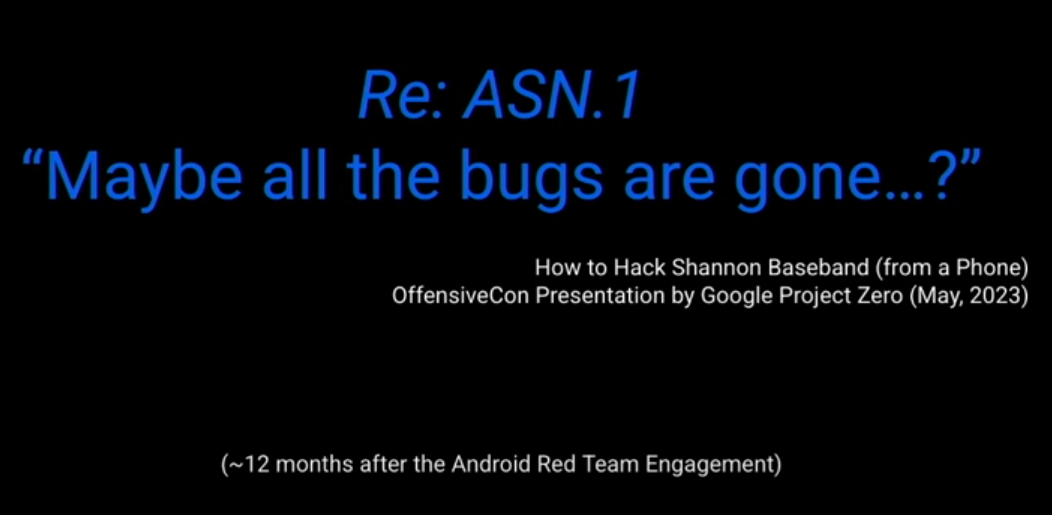 Re: ASN.1
“Maybe all the bugs are gone...?”
How to Hack Shannon Baseband (from a Phone)
OffensiveCon Presentation by Google Project Zero (May, 2023)
(~12 months after the Android Red Team Engagement)